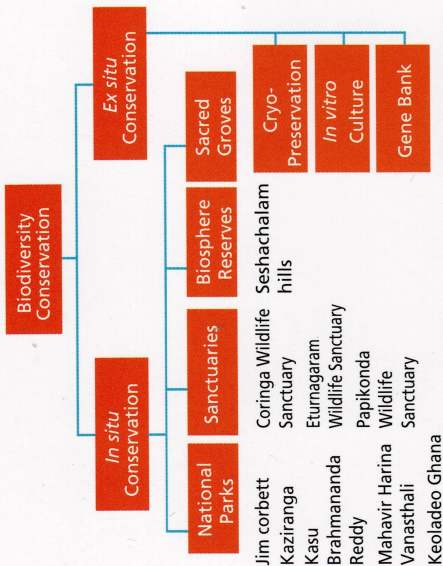 Biodiversity
Conservation
In situ
Conservation
Ex situ
Conservation
National
Parks
Sanctuaries
Biosphere
Reserves
Sacred
Groves
Jim corbett
Kaziranga
Kasu
Brahmananda
Reddy
Mahavir Harina
Vanasthali
Keoladeo Ghana
Coringa Wildlife
Sanctuary
Eturnagaram
Wildlife Sanctuary
Papikonda
Wildlife
Sanctuary
Seshachalam
hills
Cryo-
Preservation
In vitro
Culture
Gene Bank